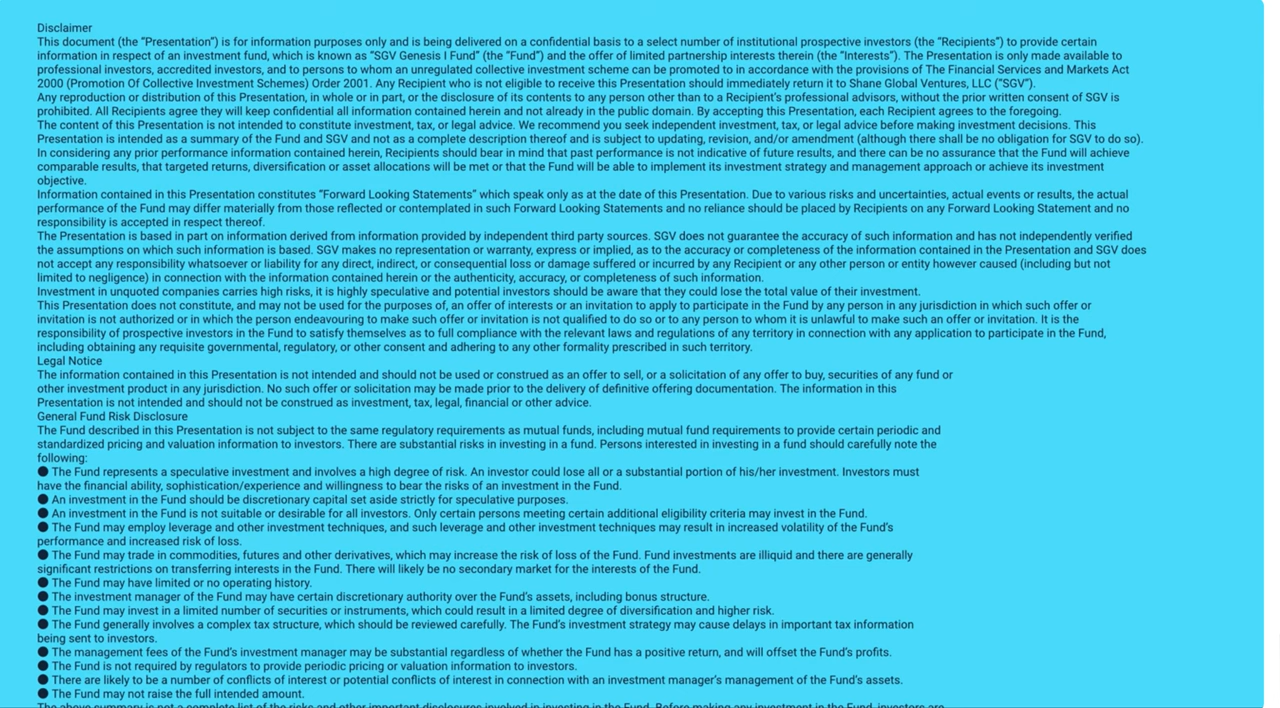 Disclaimer
This document (the “Presentation”) is for information purposes only and is being delivered on a confidential basis to a select number of institutional prospective investors (the “Recipients”) to provide certain
information in respect of an investment fund, which is known as “SGV Genesis I Fund” (the “Fund”) and the offer of limited partnership interests therein (the “Interests”). The Presentation is only made available to
professional investors, accredited investors, and to persons to whom an unregulated collective investment scheme can be promoted to in accordance with the provisions of The Financial Services and Markets Act
2000 (Promotion Of Collective Investment Schemes) Order 2001. Any Recipient who is not eligible to receive this Presentation should immediately return it to Shane Global Ventures, LLC (“SGV”).
Any reproduction or distribution of this Presentation, in whole or in part, or the disclosure of its contents to any person other than to a Recipient’s professional advisors, without the prior written consent of SGV is
prohibited. All Recipients agree they will keep confidential all information contained herein and not already in the public domain. By accepting this Presentation, each Recipient agrees to the foregoing.
The content of this Presentation is not intended to constitute investment, tax, or legal advice. We recommend you seek independent investment, tax, or legal advice before making investment decisions. This
Presentation is intended as a summary of the Fund and SGV and not as a complete description thereof and is subject to updating, revision, and/or amendment (although there shall be no obligation for SGV to do so).
In considering any prior performance information contained herein, Recipients should bear in mind that past performance is not indicative of future results, and there can be no assurance that the Fund will achieve
comparable results, that targeted returns, diversification or asset allocations will be met or that the Fund will be able to implement its investment strategy and management approach or achieve its investment
objective.
Information contained in this Presentation constitutes “Forward Looking Statements” which speak only as at the date of this Presentation. Due to various risks and uncertainties, actual events or results, the actual
performance of the Fund may differ materially from those reflected or contemplated in such Forward Looking Statements and no reliance should be placed by Recipients on any Forward Looking Statement and no
responsibility is accepted in respect thereof.
The Presentation is based in part on information derived from information provided by independent third party sources. SGV does not guarantee the accuracy of such information and has not independently verified
the assumptions on which such information is based. SGV makes no representation or warranty, express or implied, as to the accuracy or completeness of the information contained in the Presentation and SGV does
not accept any responsibility whatsoever or liability for any direct, indirect, or consequential loss or damage suffered or incurred by any Recipient or any other person or entity however caused (including but not
limited to negligence) in connection with the information contained herein or the authenticity, accuracy, or completeness of such information.
Investment in unquoted companies carries high risks, it is highly speculative and potential investors should be aware that they could lose the total value of their investment.
This Presentation does not constitute, and may not be used for the purposes of, an offer of interests or an invitation to apply to participate in the Fund by any person in any jurisdiction in which such offer or
invitation is not authorized or in which the person endeavouring to make such offer or invitation is not qualified to do so or to any person to whom it is unlawful to make such an offer or invitation. It is the
responsibility of prospective investors in the Fund to satisfy themselves as to full compliance with the relevant laws and regulations of any territory in connection with any application to participate in the Fund,
including obtaining any requisite governmental, regulatory, or other consent and adhering to any other formality prescribed in such territory.
Legal Notice
The information contained in this Presentation is not intended and should not be used or construed as an offer to sell, or a solicitation of any offer to buy, securities of any fund or
other investment product in any jurisdiction. No such offer or solicitation may be made prior to the delivery of definitive offering documentation. The information in this
Presentation is not intended and should not be construed as investment, tax, legal, financial or other advice.
General Fund Risk Disclosure
The Fund described in this Presentation is not subject to the same regulatory requirements as mutual funds, including mutual fund requirements to provide certain periodic and
standardized pricing and valuation information to investors. There are substantial risks in investing in a fund. Persons interested in investing in a fund should carefully note the
following:
● The Fund represents a speculative investment and involves a high degree of risk. An investor could lose all or a substantial portion of his/her investment. Investors must
have the financial ability, sophistication/experience and willingness to bear the risks of an investment in the Fund.
● An investment in the Fund should be discretionary capital set aside strictly for speculative purposes.
● An investment in the Fund is not suitable or desirable for all investors. Only certain persons meeting certain additional eligibility criteria may invest in the Fund.
● The Fund may employ leverage and other investment techniques, and such leverage and other investment techniques may result in increased volatility of the Fund’s
performance and increased risk of loss.
● The Fund may trade in commodities, futures and other derivatives, which may increase the risk of loss of the Fund. Fund investments are illiquid and there are generally
significant restrictions on transferring interests in the Fund. There will likely be no secondary market for the interests of the Fund.
● The Fund may have limited or no operating history.
● The investment manager of the Fund may have certain discretionary authority over the Fund’s assets, including bonus structure.
● The Fund may invest in a limited number of securities or instruments, which could result in a limited degree of diversification and higher risk.
● The Fund generally involves a complex tax structure, which should be reviewed carefully. The Fund’s investment strategy may cause delays in important tax information
being sent to investors.
● The management fees of the Fund’s investment manager may be substantial regardless of whether the Fund has a positive return, and will offset the Fund’s profits.
● The Fund is not required by regulators to provide periodic pricing or valuation information to investors.
● There are likely to be a number of conflicts of interest or potential conflicts of interest in connection with an investment manager’s management of the Fund’s assets.
● The Fund may not raise the full intended amount.
The above summary is not a complete list of the risks and other important disclosures involved in investing in the Fund. Before making any investment in the Fund, investors are